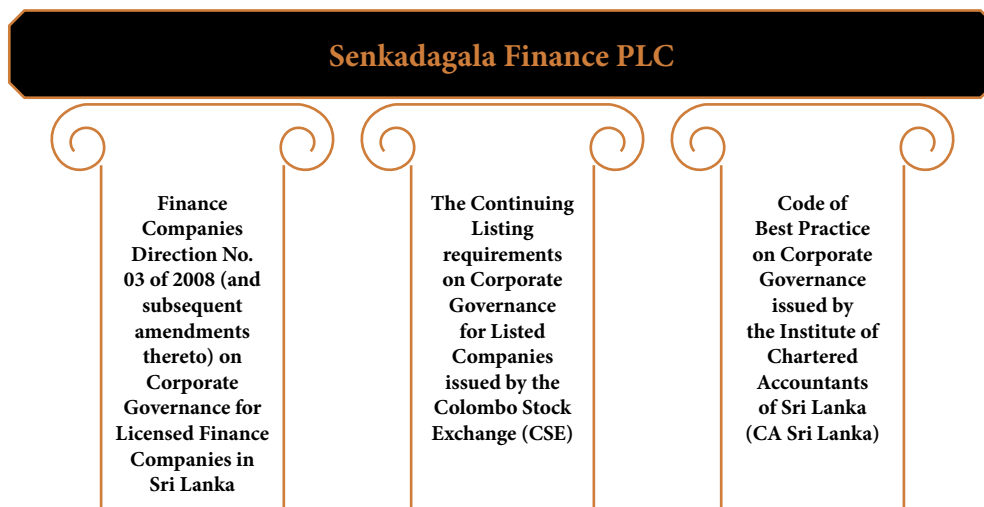 Senkadagala Finance PLC
Finance
Companies
Direction No.
03 of 2008 (and
subsequent
amendments
thereto) on
Corporate
Governance for
Licensed Finance
Companies in
Sri Lanka
The Continuing
Listing
requirements
on Corporate
Governance
for Listed
Companies
issued by the
Colombo Stock
Exchange (CSE)
Code of
Best Practice
on Corporate
Governance
issued by
the Institute of
Chartered
Accountants
of Sri Lanka
(CA Sri Lanka)